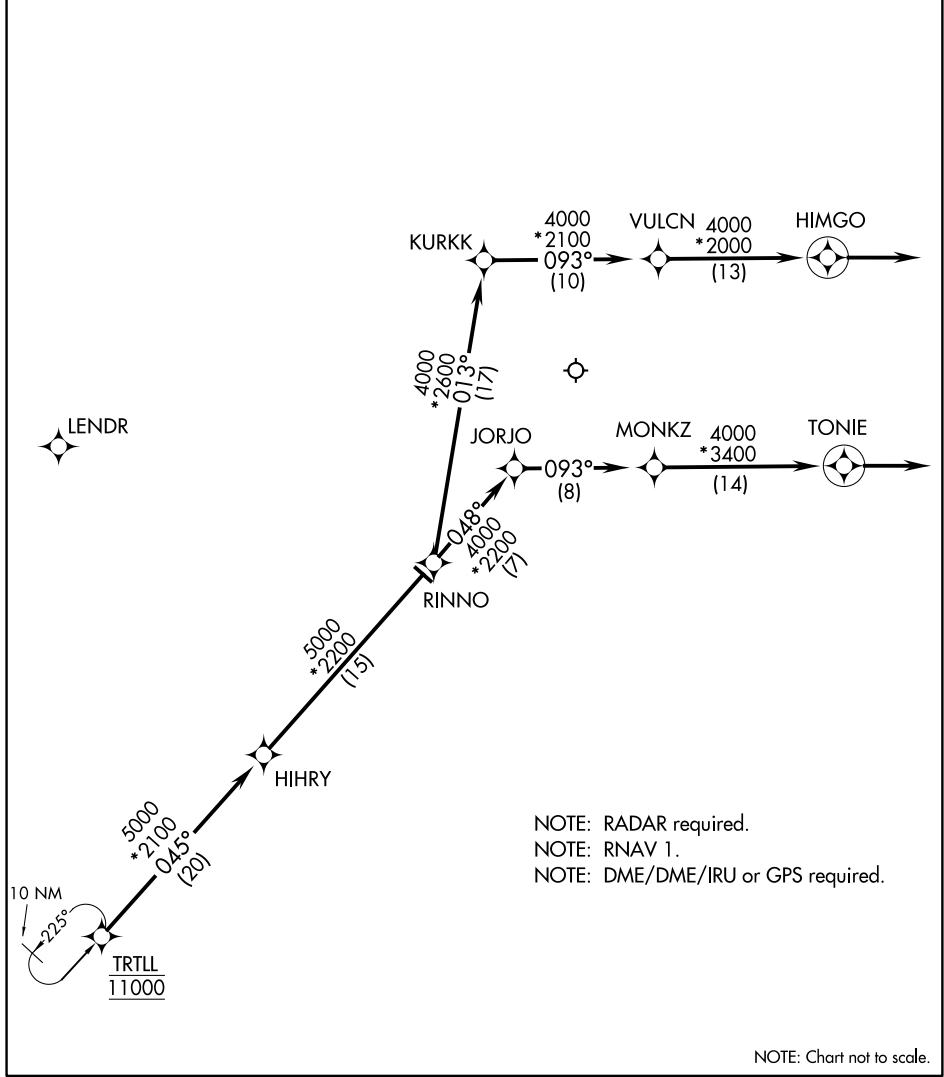 4000
*2100
093°
(10)
KURKK
VULCN
4000
*2000
(13)
HIMGO
4000
*2600
013°
(17)
LENDR
JORJO
093°
(8)
MONKZ
4000
*3400
(14)
TONIE
048°
4000
*2200
(7)
RINNO
5000
*2200
(15)
HIHRY
5000
*2100
045°
(20)
10 NM
225°
TRTLL
11000
NOTE: RADAR required.
NOTE: RNAV 1.
NOTE: DME/DME/IRU or GPS required.
NOTE: Chart not to scale.